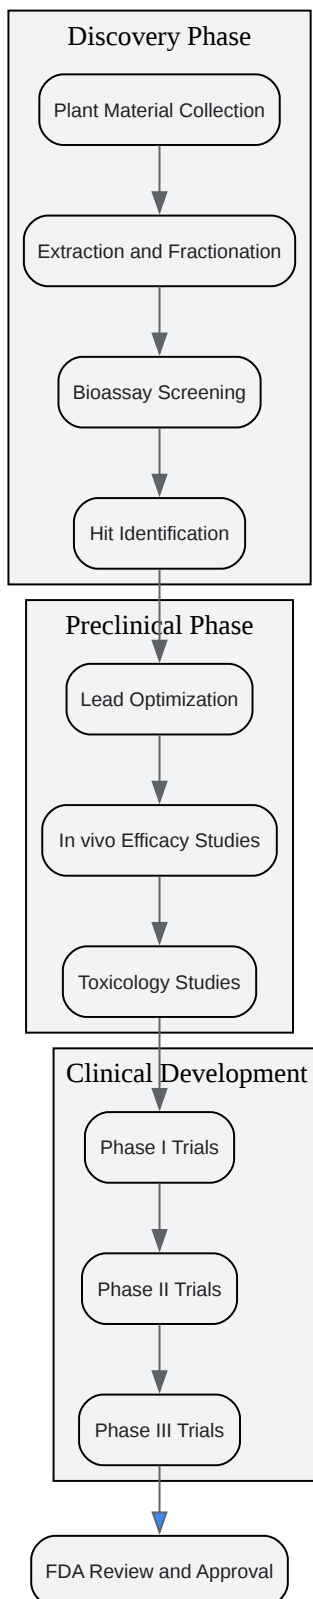 Discovery Phase
Plant Material Collection
Extraction and Fractionation
Bioassay Screening
Hit Identification
Preclinical Phase
Lead Optimization
In vivo Efficacy Studies
Toxicology Studies
Clinical Development
Phase I Trials
Phase II Trials
Phase III Trials
FDA Review and Approval